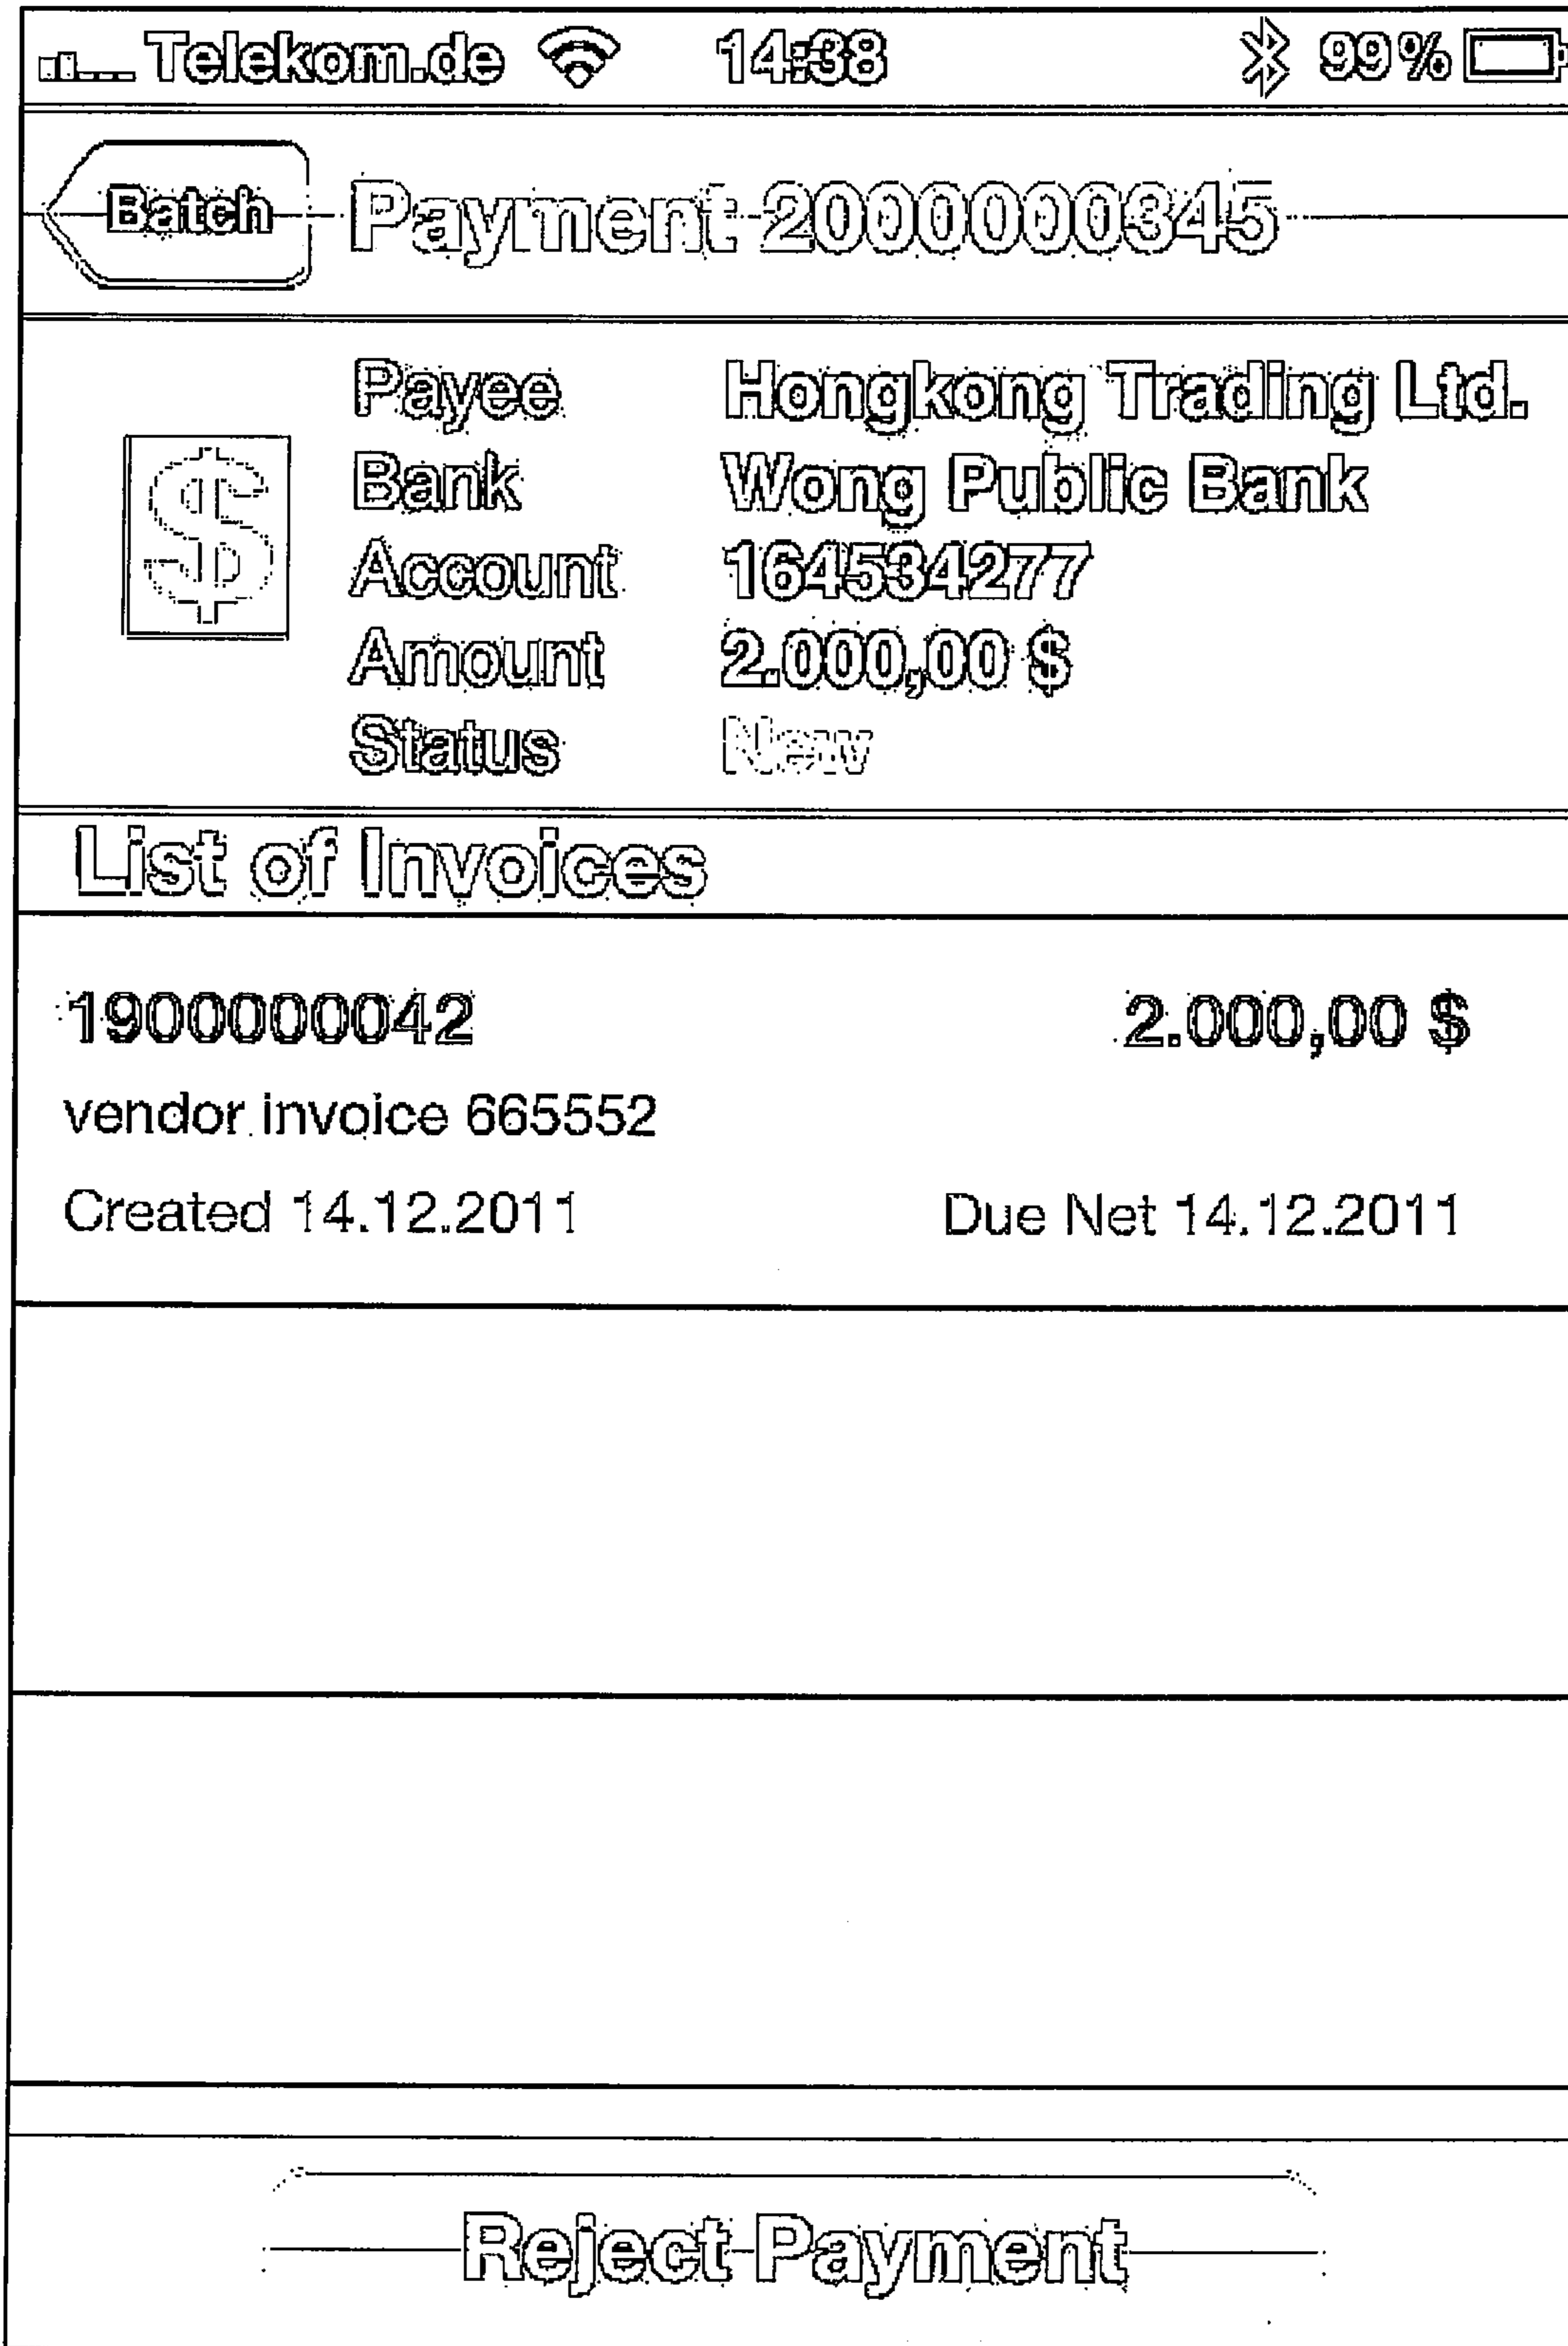 Telekom.de 14:38 99%
Batch Payment 2000000345
Payee Hongkong Trading Ltd.
Bank Wong Public Bank
Account 164534277
Amount 2.000,00 $
Status New
$
List of Invoices
1900000042 2.000,00 $
vendor invoice 665552
Created 14.12.2011 Due Net 14.12.2011
Reject Payment